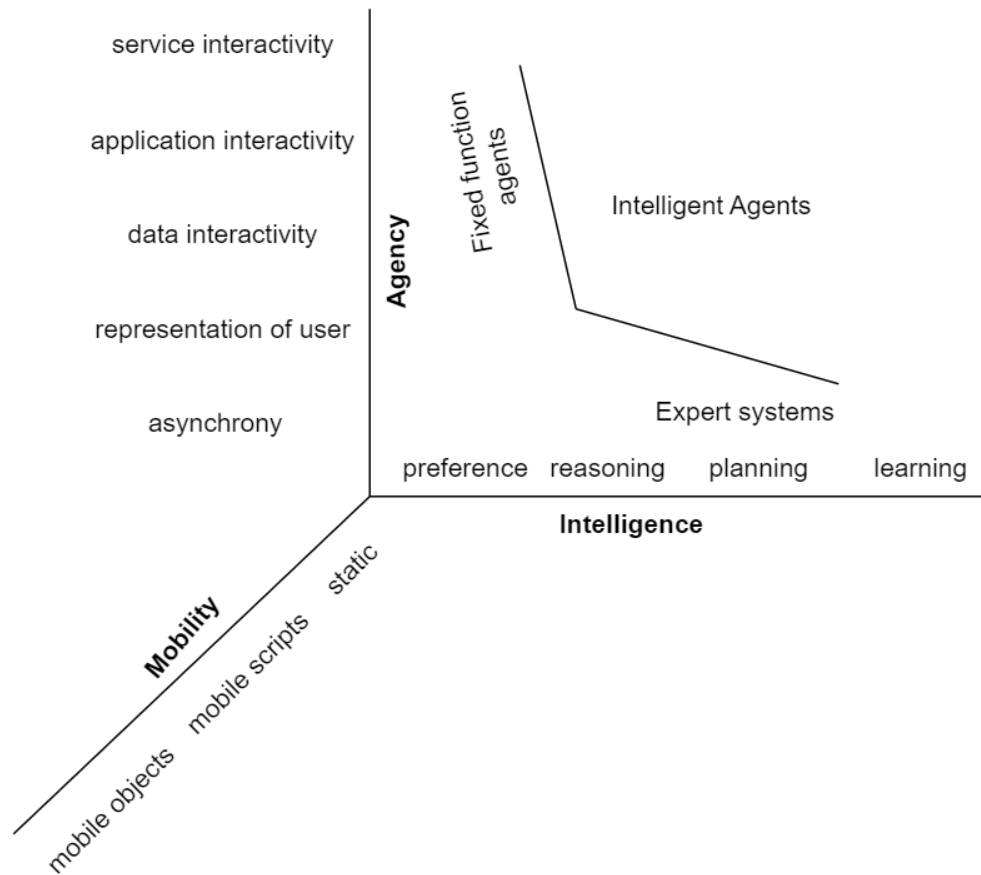 service interactivity
application interactivity
data interactivity
representation of user
asynchrony
Agency
Fixed function
agents
Intelligent Agents
Expert systems
preference reasoning planning learning
Intelligence
static
mobile scripts
mobile objects
Mobility